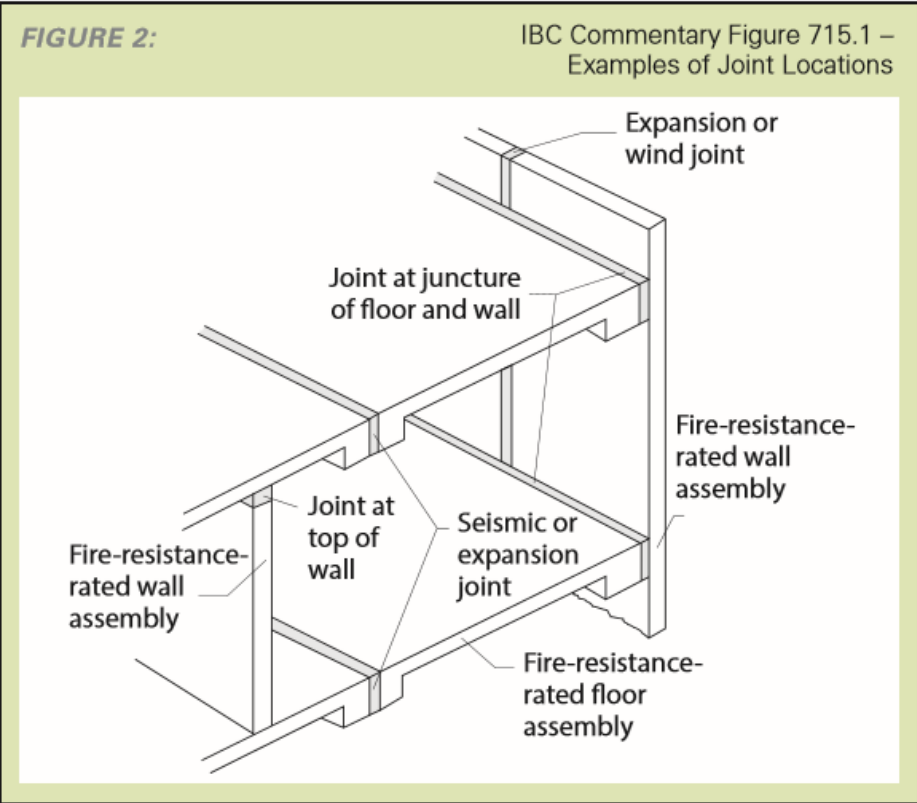 FIGURE 2:
IBC Commentary Figure 715.1 –
Examples of Joint Locations
Expansion or
wind joint
Joint at juncture
of floor and wall
Fire-resistance-
rated wall
assembly
Joint at
top of
wall
Seismic or
expansion
joint
Fire-resistance-
rated wall
assembly
Fire-resistance-
rated floor
assembly